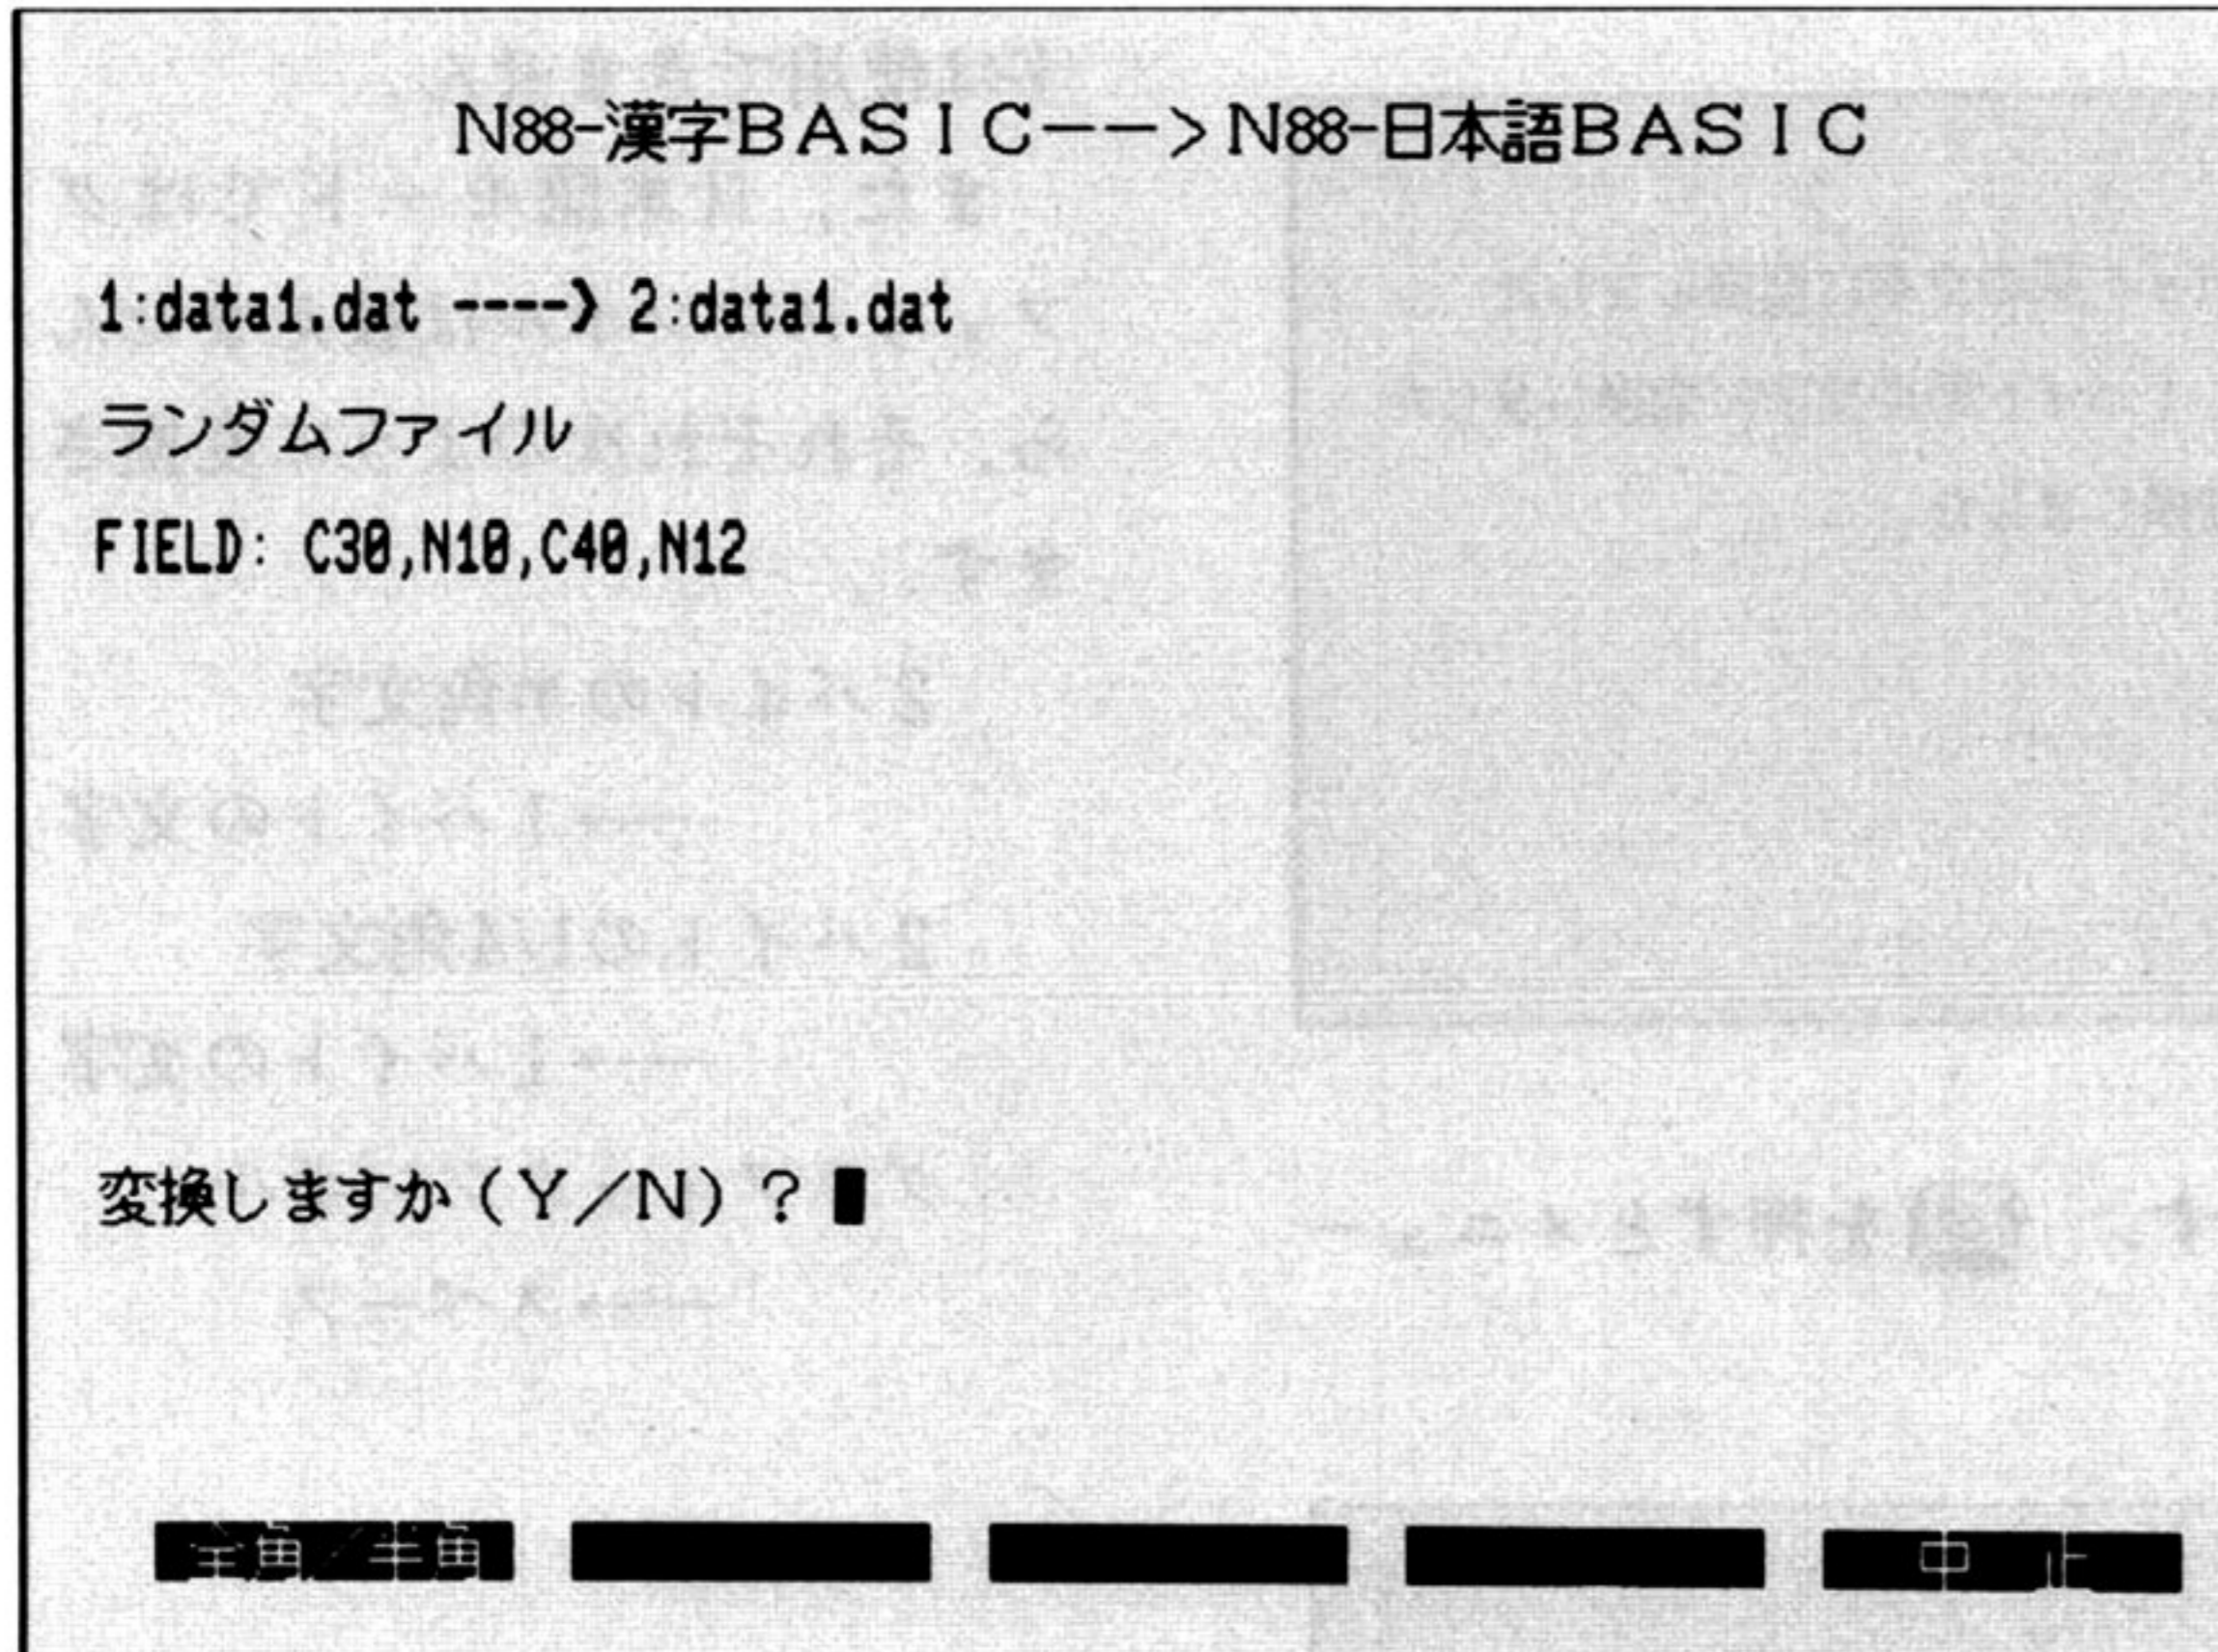 N88-漢字BASIC——>N88-日本語BASIC
1:data1.dat ----> 2:data1.dat
ランダムファイル
FIELD: C30,N10,C40,N12
変換しますか（Y／N）？
全角／半角 中止